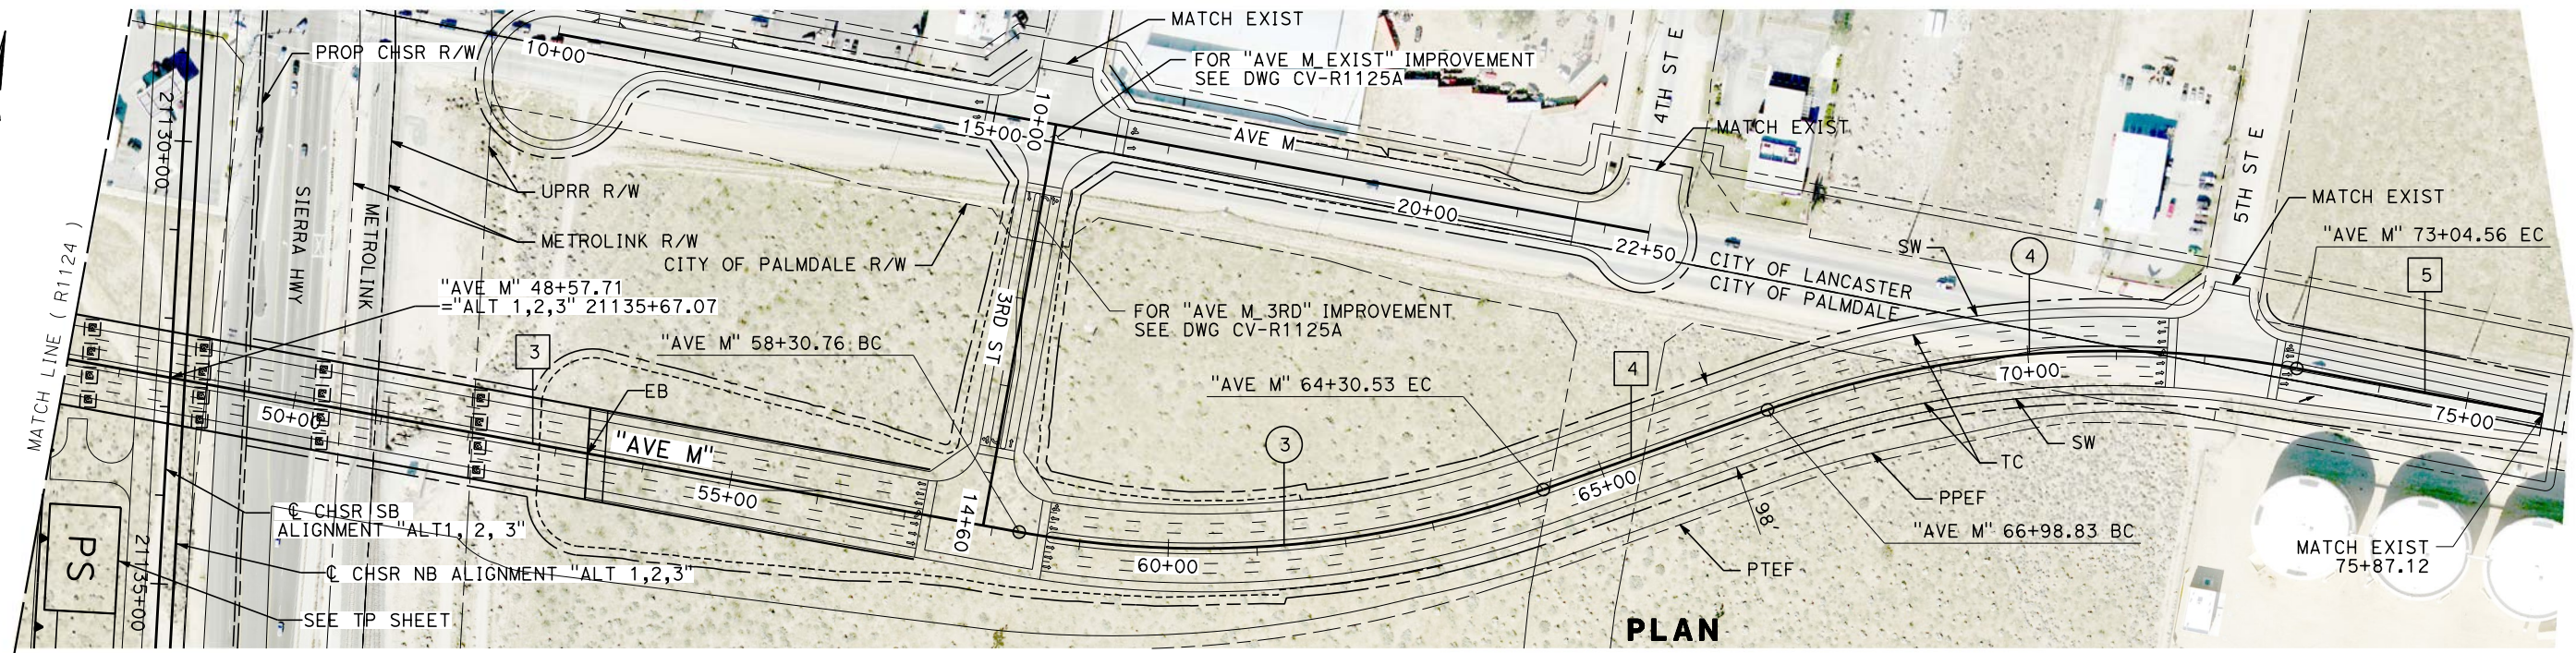 MATCH EXIST
PROP CHSR R/W
10+00
FOR "AVE M_EXIST" IMPROVEMENT
SEE DWG CV-R1125A
4TH ST E
21130+00
10+00
15+00
AVE M
MATCH EXIST
5TH ST E
UPRR R/W
MATCH EXIST
SIERRA HWY
METROLINK
METROLINK R/W
CITY OF PALMDALE R/W
20+00
22+50
CITY OF LANCASTER
CITY OF PALMDALE
SW
4
"AVE M" 73+04.56 EC
5
MATCH LINE ( R1124 )
"AVE M" 48+57.71
="ALT 1,2,3" 21135+67.07
3RD ST
FOR "AVE M_3RD" IMPROVEMENT
SEE DWG CV-R1125A
3
"AVE M" 58+30.76 BC
EB
"AVE M" 64+30.53 EC
4
70+00
75+00
50+00
"AVE M"
55+00
3
65+00
SW
TC
14+60
60+00
98'
PPEF
PTEF
"AVE M" 66+98.83 BC
MATCH EXIST
75+87.12
℄ CHSR SB
ALIGNMENT "ALT1, 2, 3"
℄ CHSR NB ALIGNMENT "ALT 1,2,3"
PS
21135+00
SEE TP SHEET
PLAN